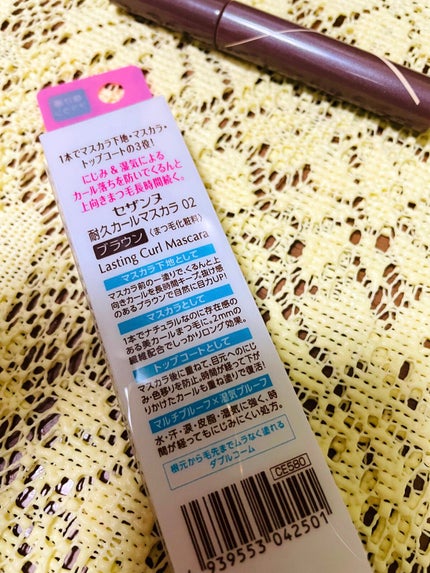 1本でマスカラ下地・マスカラ・
トップコートの3役!
にじみ&湿気による
カール落ちを防いでくるんと
上向きまつ毛長時間続く。
セザンヌ
耐久カールマスカラ 02
ブラウン〈まつ毛化粧料〉
Lasting Curl Mascara
マスカラ下地として
マスカラ前の一塗りでくるんと上
向きカールを長時間キープ。抜け感
のあるブラウンで自然に目力UP!
マスカラとして
1本でナチュラルなのに存在感の
ある美カールまつ毛に。2mmの
繊維配合でしっかりロング効果。
トップコートとして
マスカラ後に重ねて、目元へのにじ
み・色移りを防止。時間が経って下が
りかけたカールも重ね塗りで復活!
マルチプルーフ×湿気プルーフ
水・汗・涙・皮脂・湿気に強く、時
間が経ってもにじみにくい処方。
根元から毛先までムラなく塗れる
ダブルコーム
CE580
939553 042501